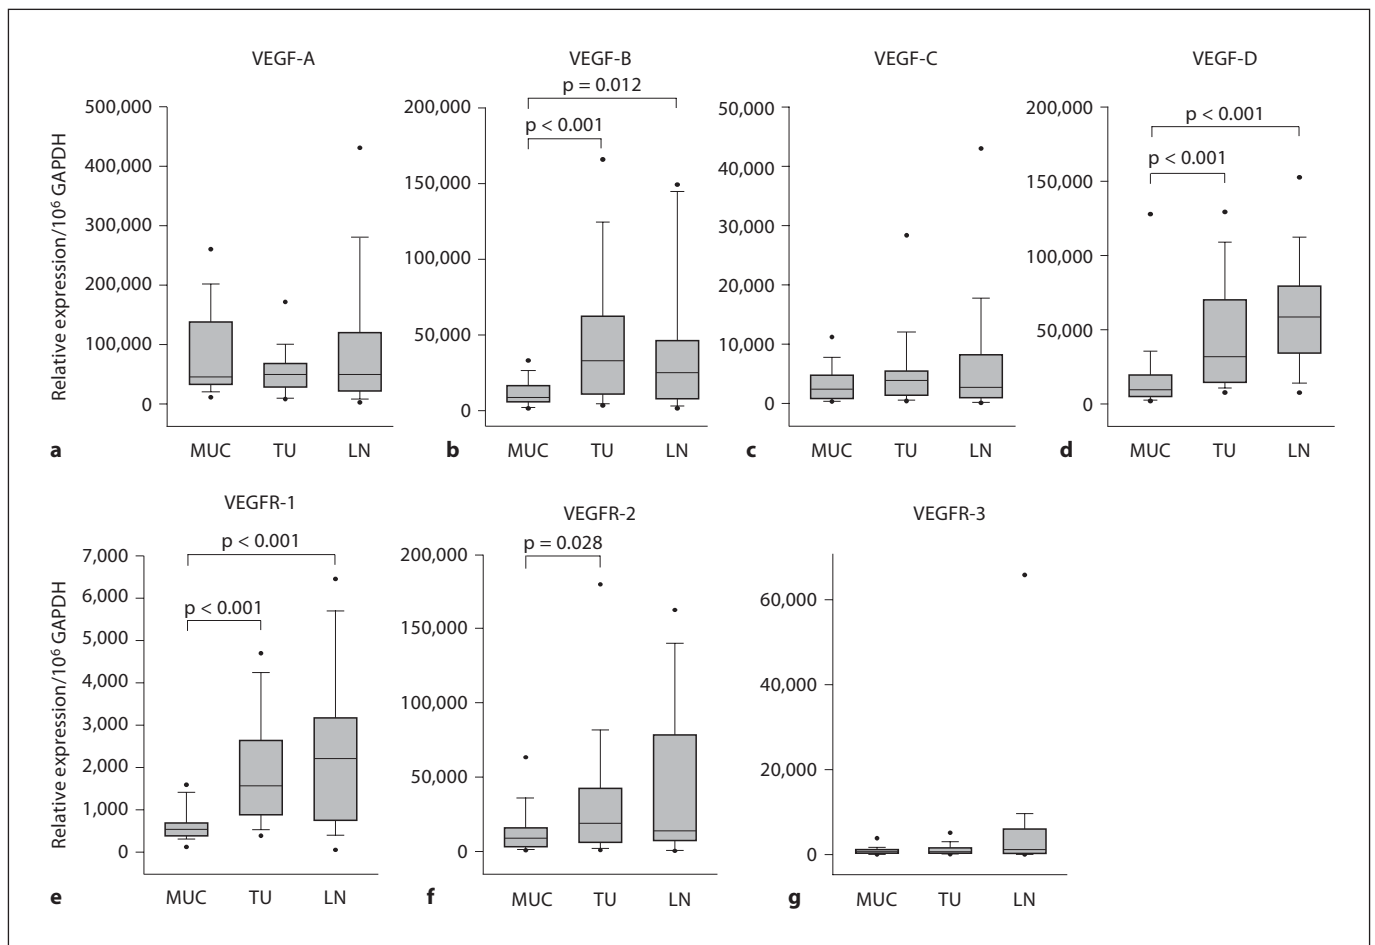 VEGF-A
VEGF-B
VEGF-C
VEGF-D
Relative expression/10⁶ GAPDH
500,000
400,000
300,000
200,000
100,000
0
a
MUC TU LN
p = 0.012
p < 0.001
200,000
150,000
100,000
50,000
0
b
MUC TU LN
50,000
40,000
30,000
20,000
10,000
0
c
MUC TU LN
p < 0.001
p < 0.001
200,000
150,000
100,000
50,000
0
d
MUC TU LN
VEGFR-1
VEGFR-2
VEGFR-3
Relative expression/10⁶ GAPDH
p < 0.001
p < 0.001
7,000
6,000
5,000
4,000
3,000
2,000
1,000
0
e
MUC TU LN
p = 0.028
200,000
150,000
100,000
50,000
0
f
MUC TU LN
60,000
40,000
20,000
0
g
MUC TU LN